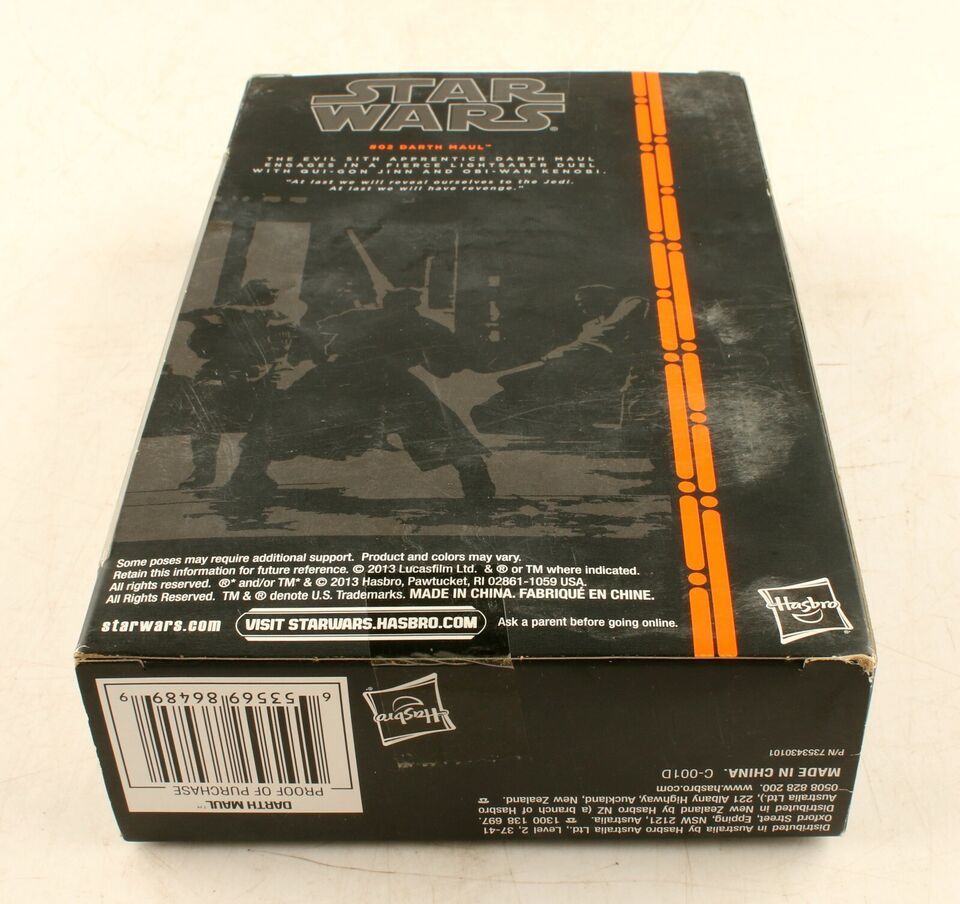 STAR
WARS®
#02 DARTH MAUL™
THE EVIL SITH APPRENTICE DARTH MAUL
ENGAGES IN A FIERCE LIGHTSABER DUEL
WITH QUI-GON JINN AND OBI-WAN KENOBI.
"At last we will reveal ourselves to the Jedi.
At last we will have revenge."
Some poses may require additional support. Product and colors may vary.
Retain this information for future reference. © 2013 Lucasfilm Ltd. & ® or TM where indicated.
All rights reserved. ®* and/or TM* & © 2013 Hasbro, Pawtucket, RI 02861-1059 USA.
All Rights Reserved. TM & ® denote U.S. Trademarks. MADE IN CHINA. FABRIQUÉ EN CHINE.
starwars.com VISIT STARWARS.HASBRO.COM Ask a parent before going online.
Hasbro
DARTH MAUL™
PROOF OF PURCHASE
6 53569 86489 9
Hasbro
Distributed in Australia by Hasbro Australia Ltd., Level 2, 37-41
Oxford Street, Epping, NSW 2121, Australia. ☎ 1300 138 697.
Distributed in New Zealand by Hasbro NZ (a branch of Hasbro
Australia Ltd.), 221 Albany Highway, Auckland, New Zealand. ☎
0508 828 200. www.hasbro.com
MADE IN CHINA. C-001D
P/N 7353430101